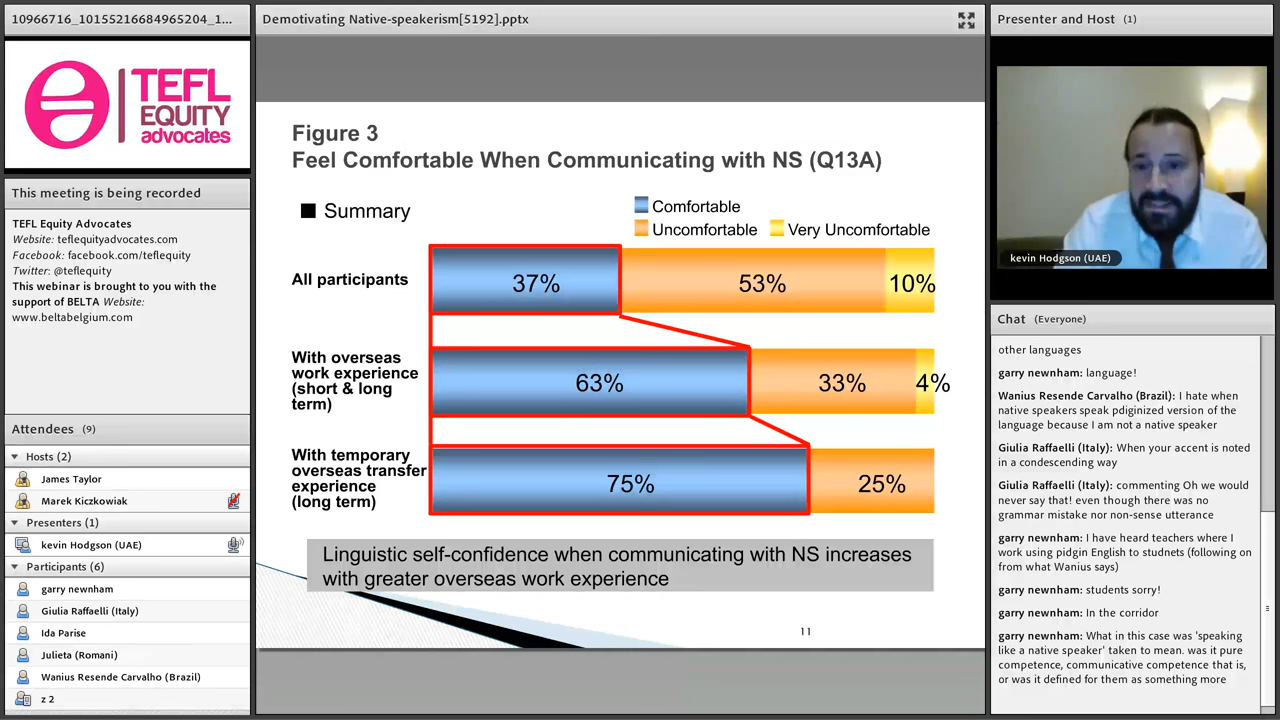 10966716_10155216684965204_1...
TEFL
EQUITY
advocates
This meeting is being recorded
TEFL Equity Advocates
Website: teflequityadvocates.com
Facebook: facebook.com/teflequity
Twitter: @teflequity
This webinar is brought to you with the
support of BELTA Website:
www.beltabelgium.com
Attendees (9)
Hosts (2)
James Taylor
Marek Kiczkowiak
Presenters (1)
kevin Hodgson (UAE)
Participants (6)
garry newnham
Giulia Raffaelli (Italy)
Ida Parise
Julieta (Romani)
Wanius Resende Carvalho (Brazil)
z 2
Demotivating Native-speakerism[5192].pptx
Figure 3
Feel Comfortable When Communicating with NS (Q13A)
Summary
Comfortable
Uncomfortable
Very Uncomfortable
All participants
37%
53%
10%
With overseas
work experience
(short & long
term)
63%
33%
4%
With temporary
overseas transfer
experience
(long term)
75%
25%
Linguistic self-confidence when communicating with NS increases
with greater overseas work experience
11
Presenter and Host (1)
kevin Hodgson (UAE)
Chat (Everyone)
other languages
garry newnham: language!
Wanius Resende Carvalho (Brazil): I hate when
native speakers speak pdiginized version of the
language because I am not a native speaker
Giulia Raffaelli (Italy): When your accent is noted
in a condescending way
Giulia Raffaelli (Italy): commenting Oh we would
never say that! even though there was no
grammar mistake nor non-sense utterance
garry newnham: I have heard teachers where I
work using pidgin English to studnets (following on
from what Wanius says)
garry newnham: students sorry!
garry newnham: In the corridor
garry newnham: What in this case was 'speaking
like a native speaker' taken to mean. was it pure
competence, communicative competence that is,
or was it defined for them as something more